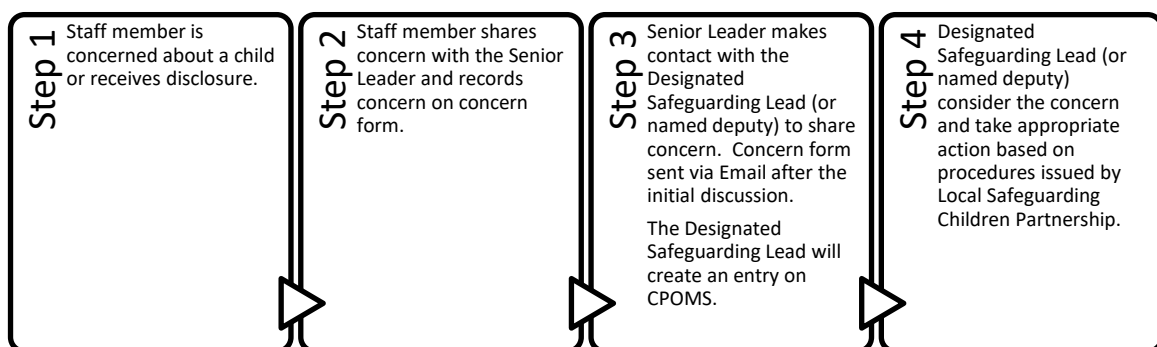 Step 1
Staff member is
concerned about a child
or receives disclosure.
Step 2
Staff member shares
concern with the Senior
Leader and records
concern on concern
form.
Step 3
Senior Leader makes
contact with the
Designated
Safeguarding Lead (or
named deputy) to share
concern.  Concern form
sent via Email after the
initial discussion.
The Designated
Safeguarding Lead will
create an entry on
CPOMS.
Step 4
Designated
Safeguarding Lead (or
named deputy)
consider the concern
and take appropriate
action based on
procedures issued by
Local Safeguarding
Children Partnership.